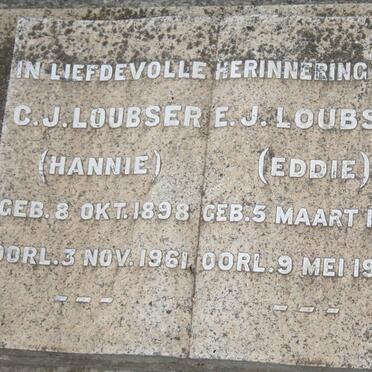 IN LIEFDEVOLLE HERINNERING
C.J. LOUBSER E.J. LOUBS
(HANNIE) (EDDIE)
GEB. 8 OKT. 1898 GEB. 5 MAART 1
OORL. 3 NOV. 1961 OORL. 9 MEI 19
--- ---